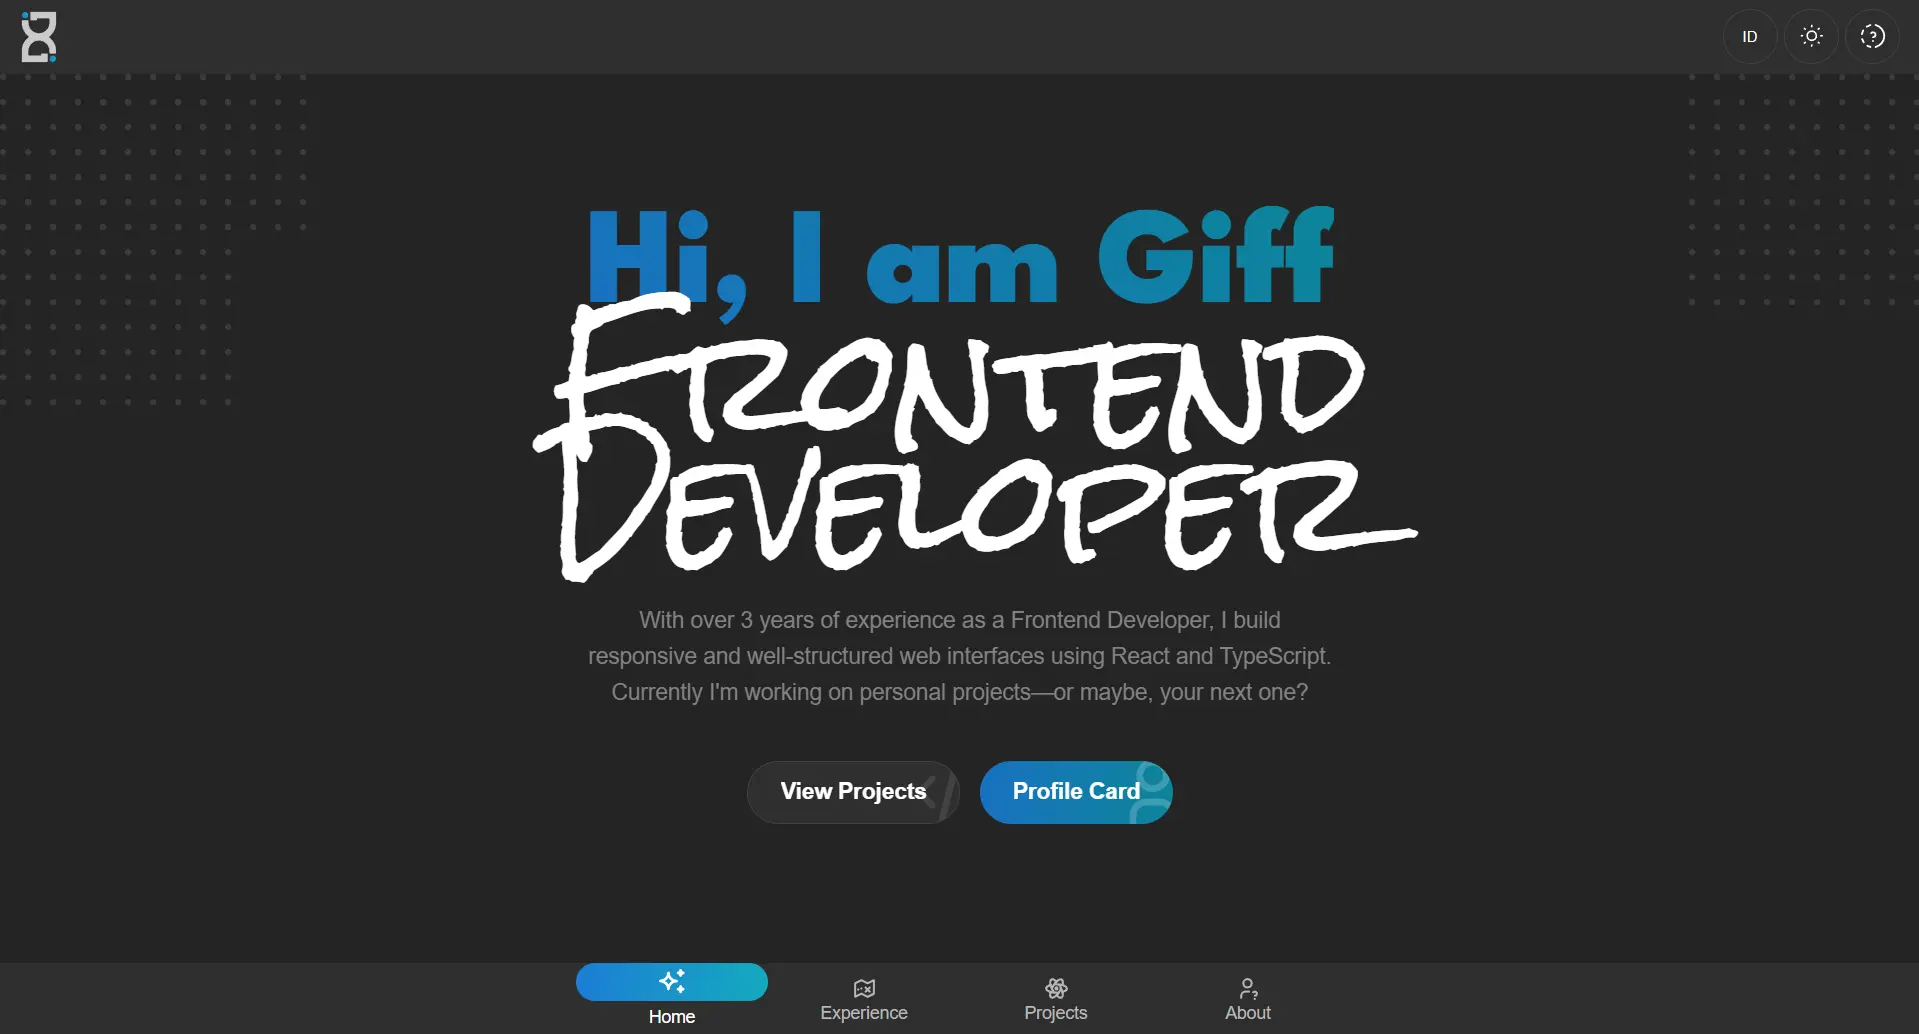 ID
Hi, I am Giff
Frontend
Developer
With over 3 years of experience as a Frontend Developer, I build
responsive and well-structured web interfaces using React and TypeScript.
Currently I'm working on personal projects—or maybe, your next one?
View Projects
Profile Card
Home
Experience
Projects
About